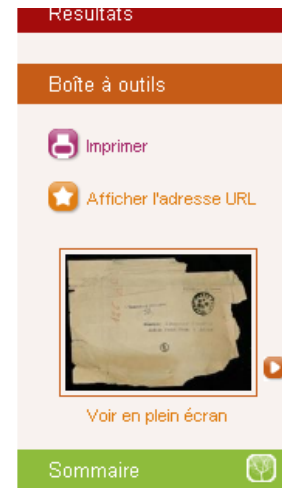 Résultats
Boîte à outils
Imprimer
Afficher l'adresse URL
Voir en plein écran
Sommaire